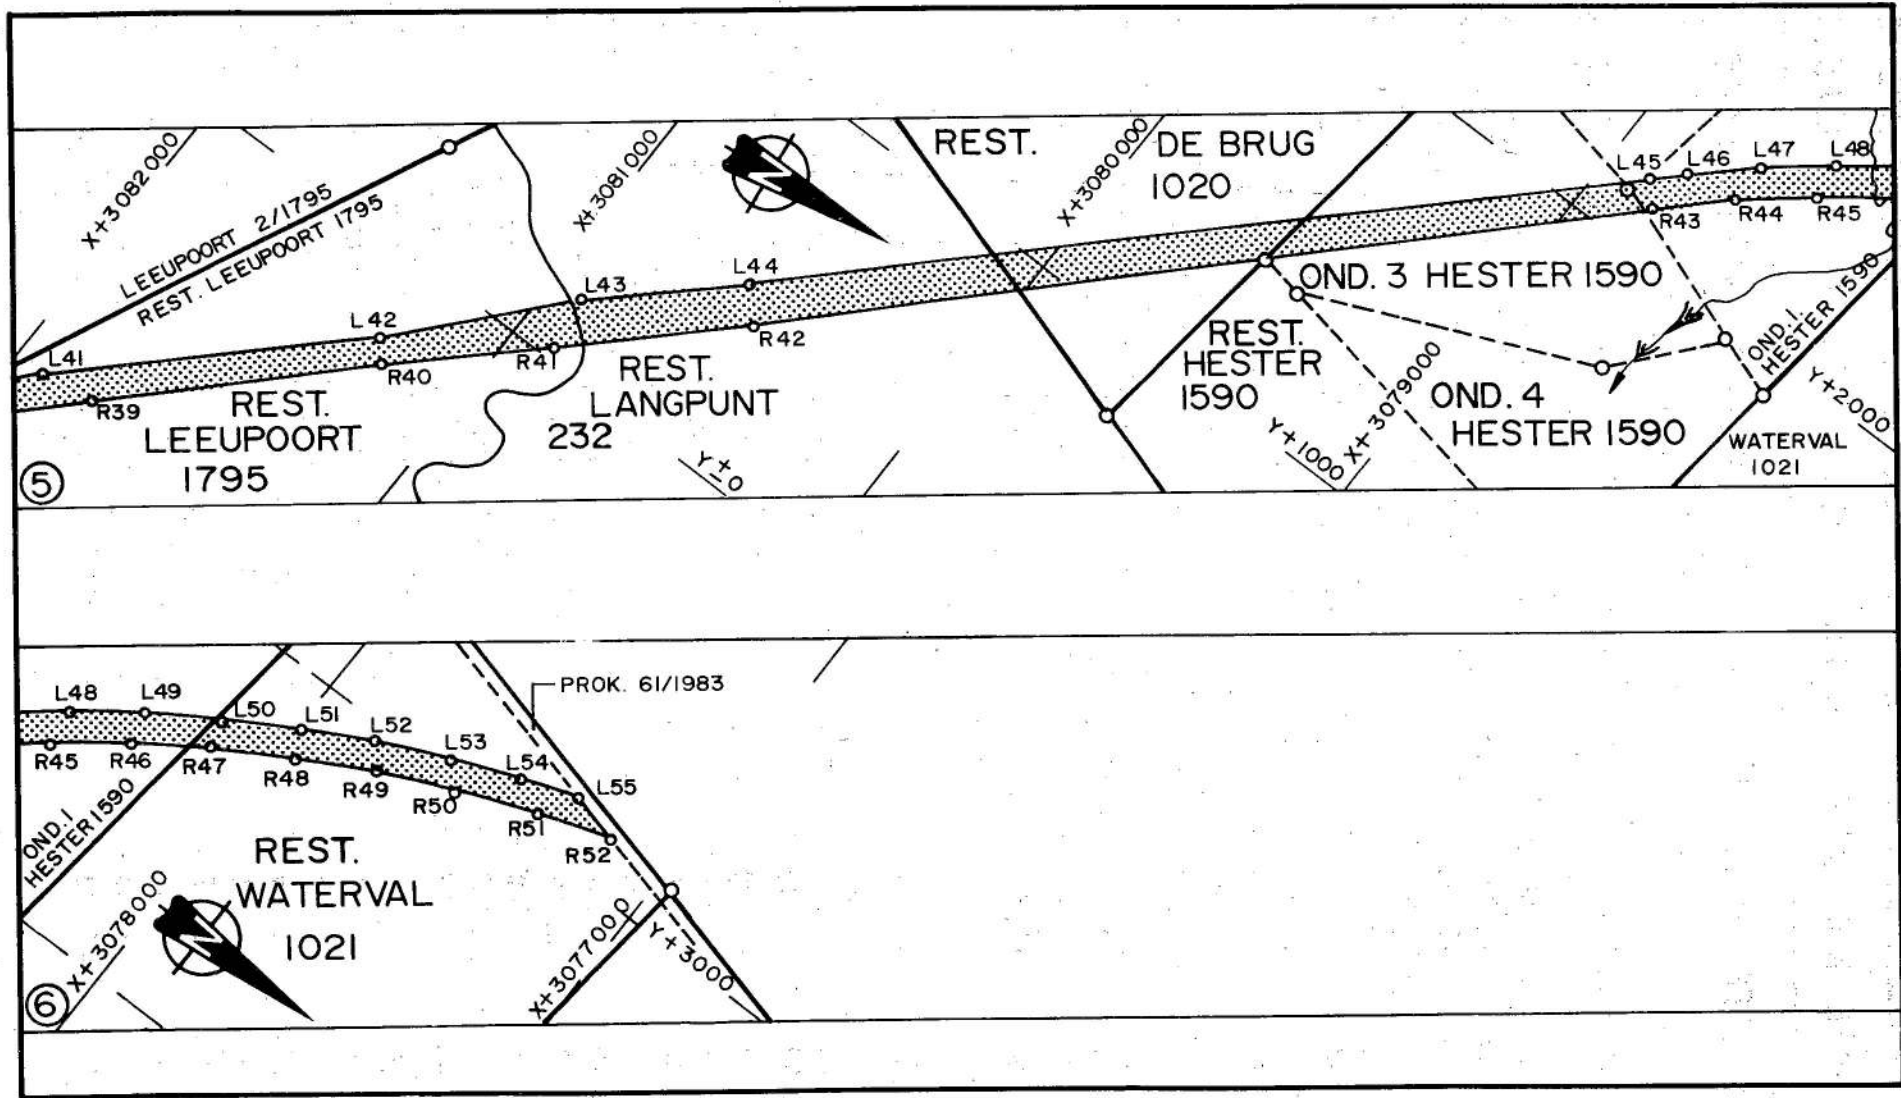 X+3082000
LEEUPOORT 2/1795
REST. LEEUPOORT 1795
X+3081000
N
REST.
X+3080000
DE BRUG
1020
L45
L46
L47
L48
L41
L42
L43
L44
R39
R40
R41
R42
R43
R44
R45
REST.
LEEUPOORT
1795
REST.
LANGPUNT
232
Y±0
REST.
HESTER
1590
OND. 3 HESTER 1590
OND. 4
HESTER 1590
Y+1000
X+3079000
OND. 1.
HESTER 1590
Y+2000
WATERVAL
1021
5
L48
L49
L50
L51
L52
L53
L54
L55
PROK. 61/1983
R45
R46
R47
R48
R49
R50
R51
R52
OND. 1
HESTER 1590
REST.
WATERVAL
1021
X+3078000
N
X+3077000
Y+3000
6